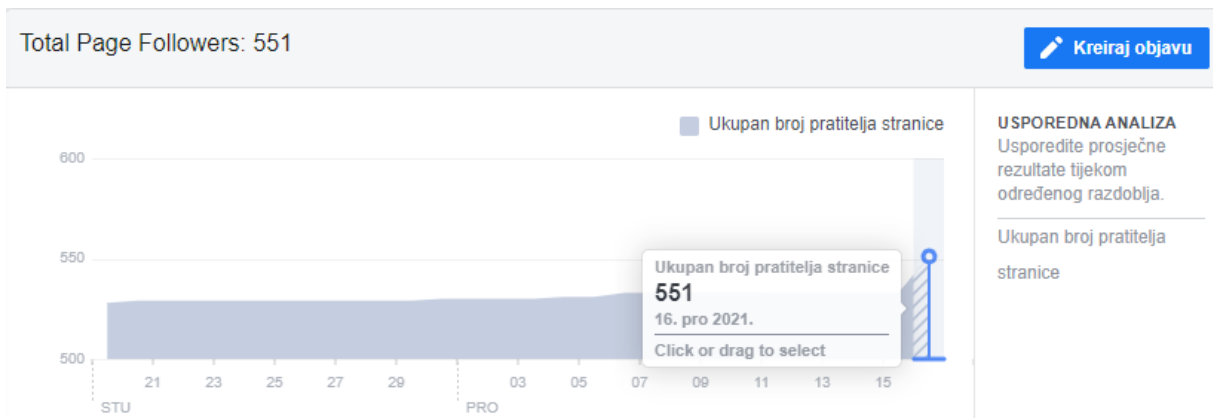 Total Page Followers: 551
Kreiraj objavu
Ukupan broj pratitelja stranice
USPOREDNA ANALIZA
Usporedite prosječne
rezultate tijekom
određenog razdoblja.
Ukupan broj pratitelja
stranice
600
550
500
Ukupan broj pratitelja stranice
551
16. pro 2021.
Click or drag to select
21 23 25 27 29 03 05 07 09 11 13 15
STU PRO